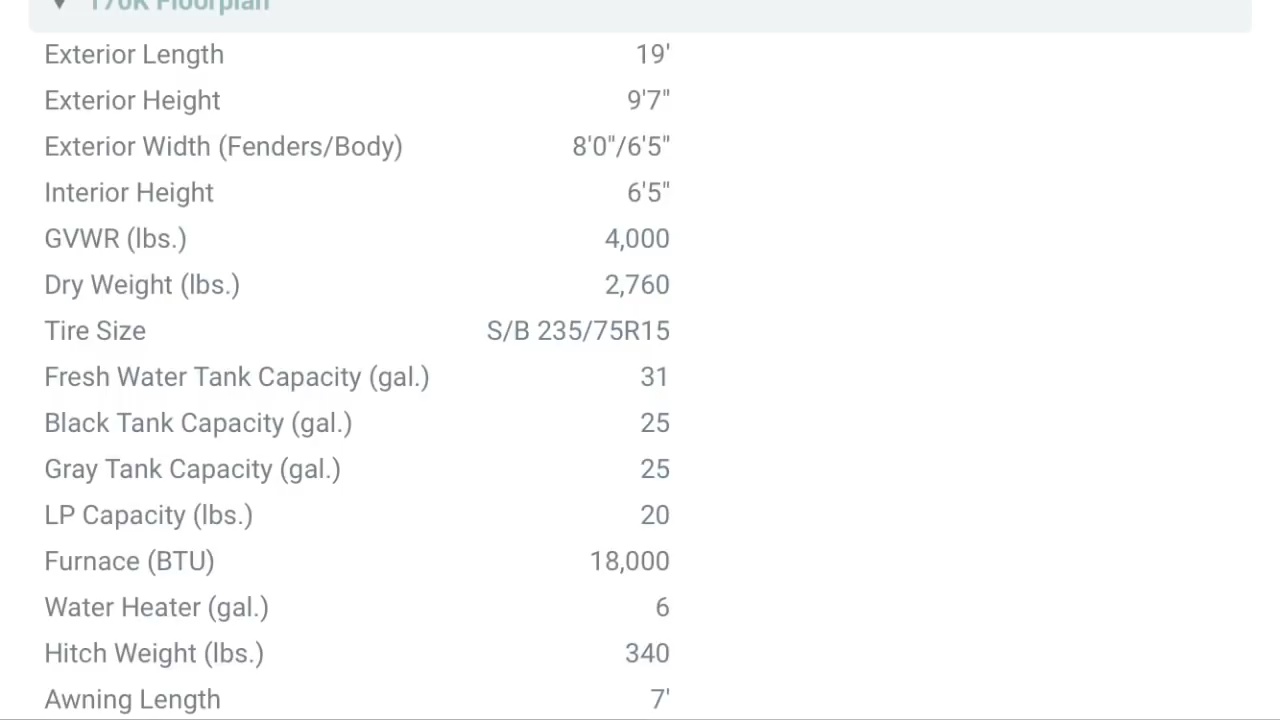 170K Floorplan
Exterior Length 19'
Exterior Height 9'7"
Exterior Width (Fenders/Body) 8'0"/6'5"
Interior Height 6'5"
GVWR (lbs.) 4,000
Dry Weight (lbs.) 2,760
Tire Size S/B 235/75R15
Fresh Water Tank Capacity (gal.) 31
Black Tank Capacity (gal.) 25
Gray Tank Capacity (gal.) 25
LP Capacity (lbs.) 20
Furnace (BTU) 18,000
Water Heater (gal.) 6
Hitch Weight (lbs.) 340
Awning Length 7'